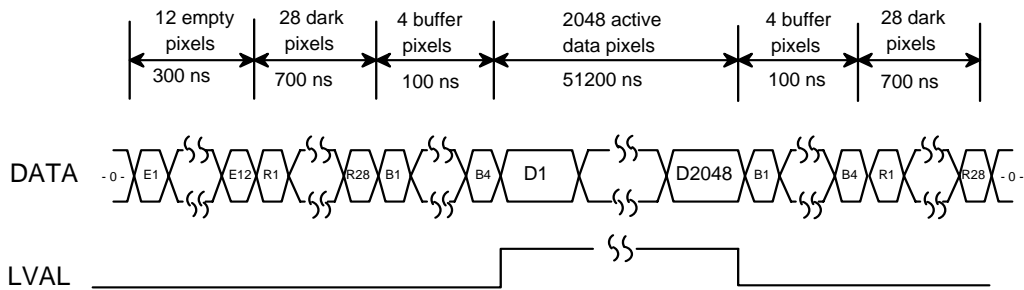 12 empty pixels 28 dark pixels 4 buffer pixels 2048 active data pixels 4 buffer pixels 28 dark pixels
300 ns 700 ns 100 ns 51200 ns 100 ns 700 ns
DATA - 0 - E1 E12 R1 R28 B1 B4 D1 D2048 B1 B4 R1 R28 - 0 -
LVAL